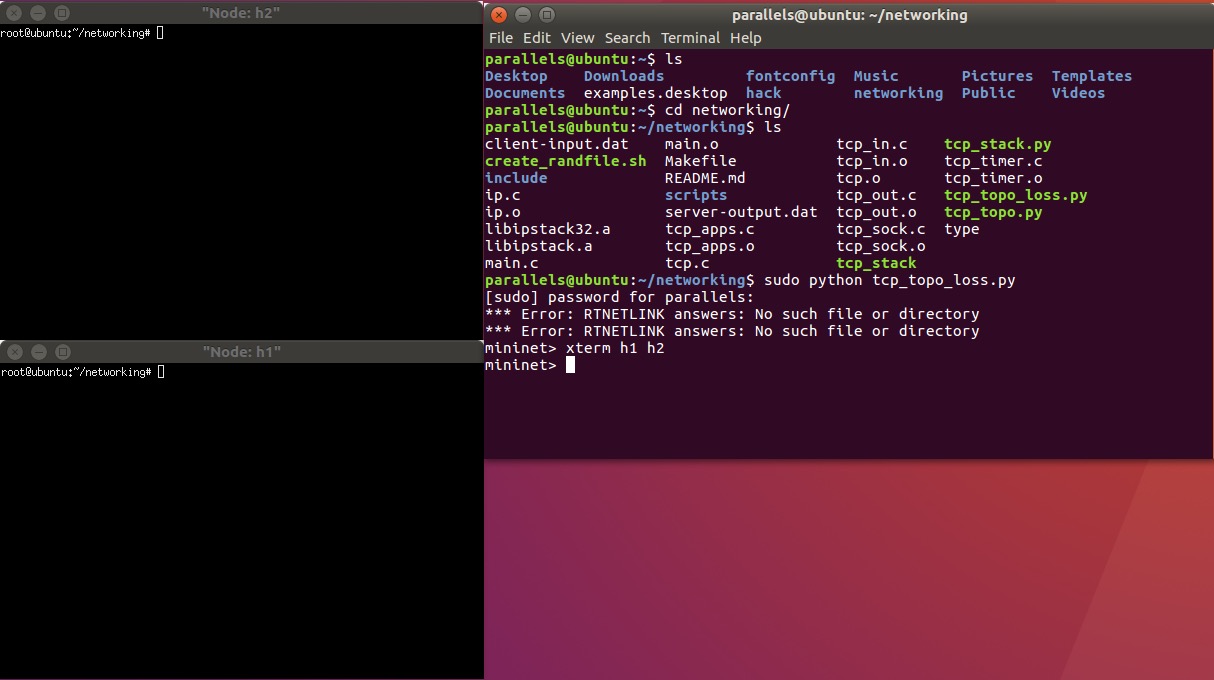 "Node: h2"
root@ubuntu:~/networking#
"Node: h1"
root@ubuntu:~/networking#
parallels@ubuntu: ~/networking
File Edit View Search Terminal Help
parallels@ubuntu:~$ ls
Desktop Downloads fontconfig Music Pictures Templates
Documents examples.desktop hack networking Public Videos
parallels@ubuntu:~$ cd networking/
parallels@ubuntu:~/networking$ ls
client-input.dat main.o tcp_in.c tcp_stack.py
create_randfile.sh Makefile tcp_in.o tcp_timer.c
include README.md tcp.o tcp_timer.o
ip.c scripts tcp_out.c tcp_topo_loss.py
ip.o server-output.dat tcp_out.o tcp_topo.py
libipstack32.a tcp_apps.c tcp_sock.c type
libipstack.a tcp_apps.o tcp_sock.o
main.c tcp.c tcp_stack
parallels@ubuntu:~/networking$ sudo python tcp_topo_loss.py
[sudo] password for parallels:
*** Error: RTNETLINK answers: No such file or directory
*** Error: RTNETLINK answers: No such file or directory
mininet> xterm h1 h2
mininet>